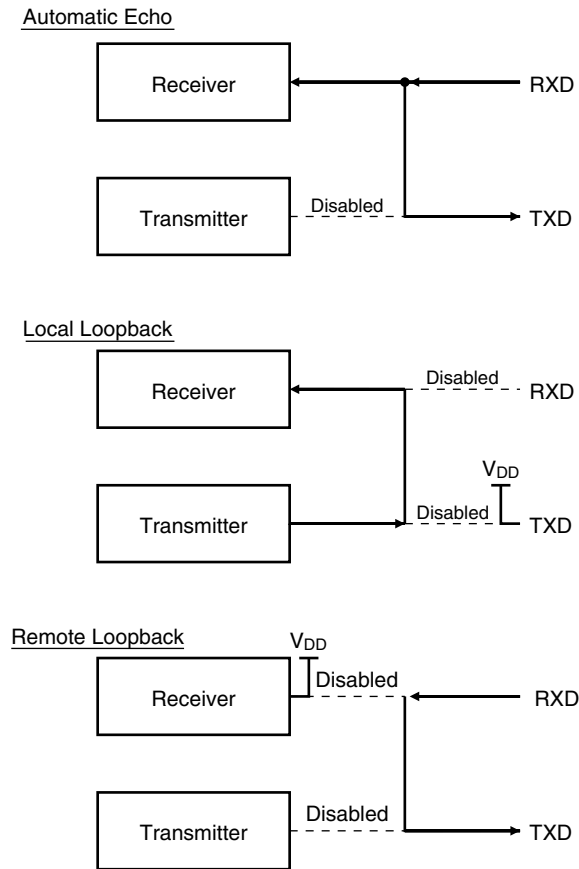 Automatic Echo
Receiver
RXD
Transmitter
Disabled
TXD
Local Loopback
Receiver
Disabled
RXD
VDD
Transmitter
Disabled
TXD
Remote Loopback
VDD
Receiver
Disabled
RXD
Transmitter
Disabled
TXD